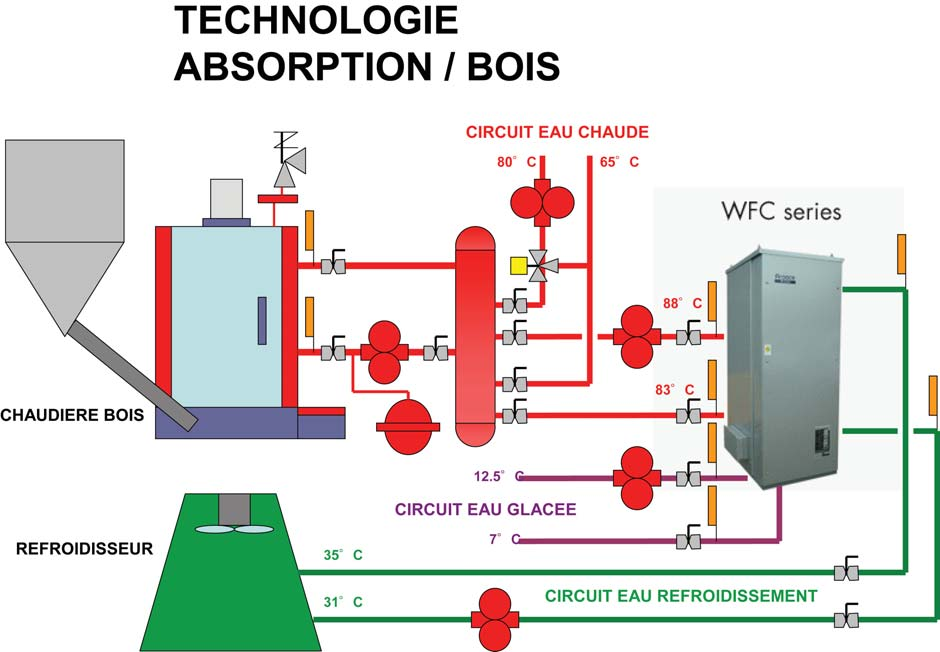 TECHNOLOGIE
ABSORPTION / BOIS
CIRCUIT EAU CHAUDE
80° C
65° C
WFC series
88° C
83° C
CHAUDIERE BOIS
12.5° C
CIRCUIT EAU GLACEE
7° C
REFROIDISSEUR
35° C
CIRCUIT EAU REFROIDISSEMENT
31° C